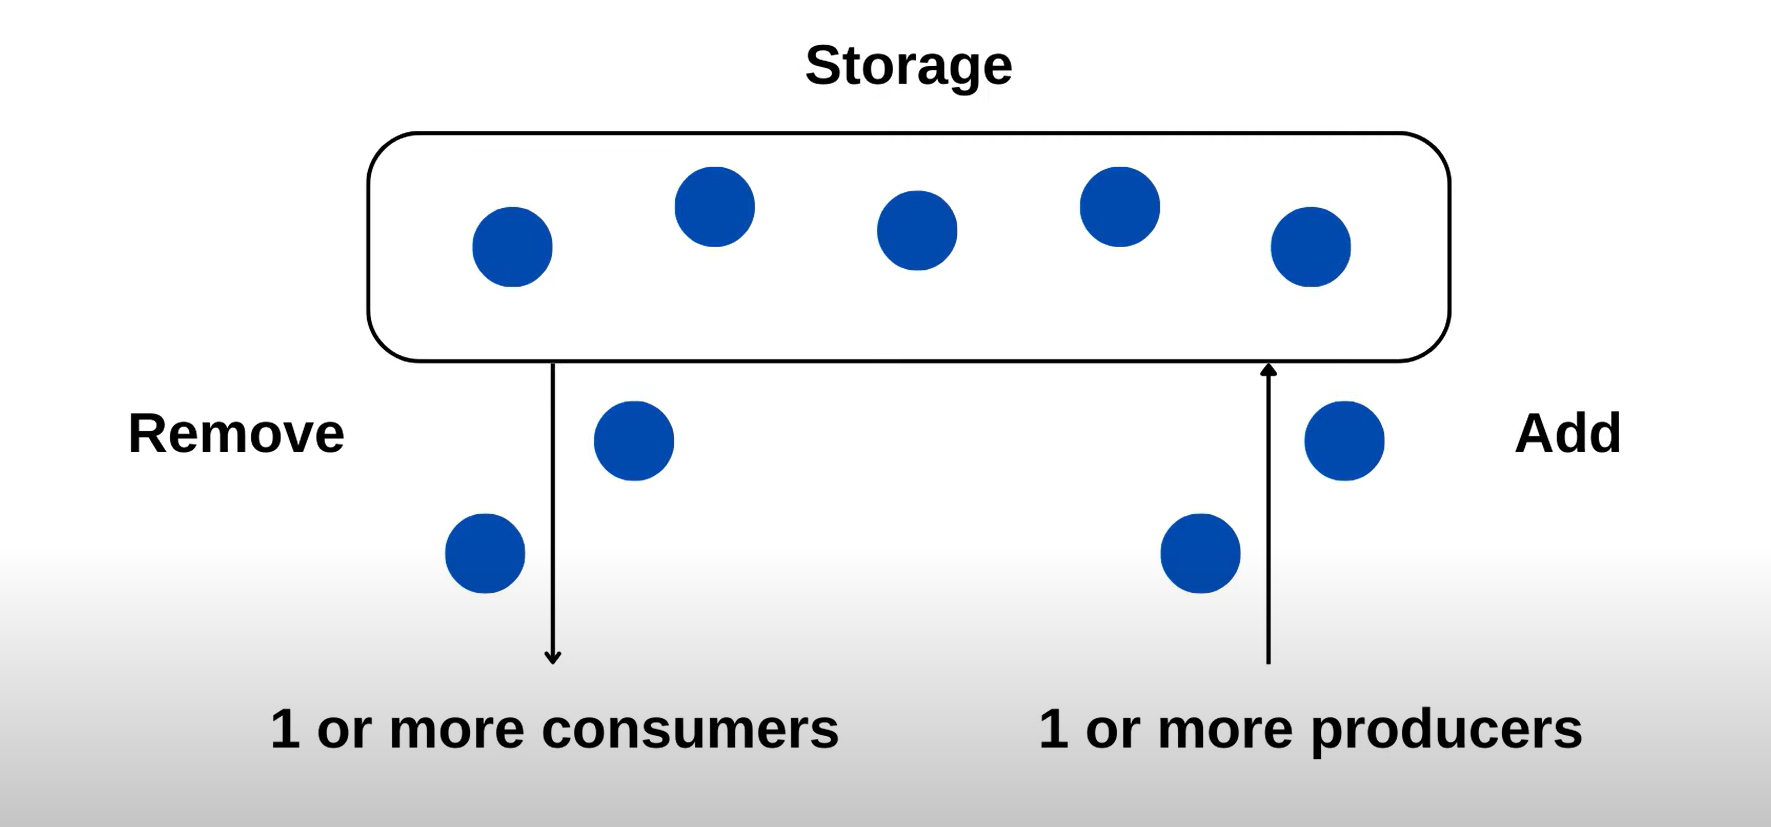 Storage
Remove
Add
1 or more consumers
1 or more producers